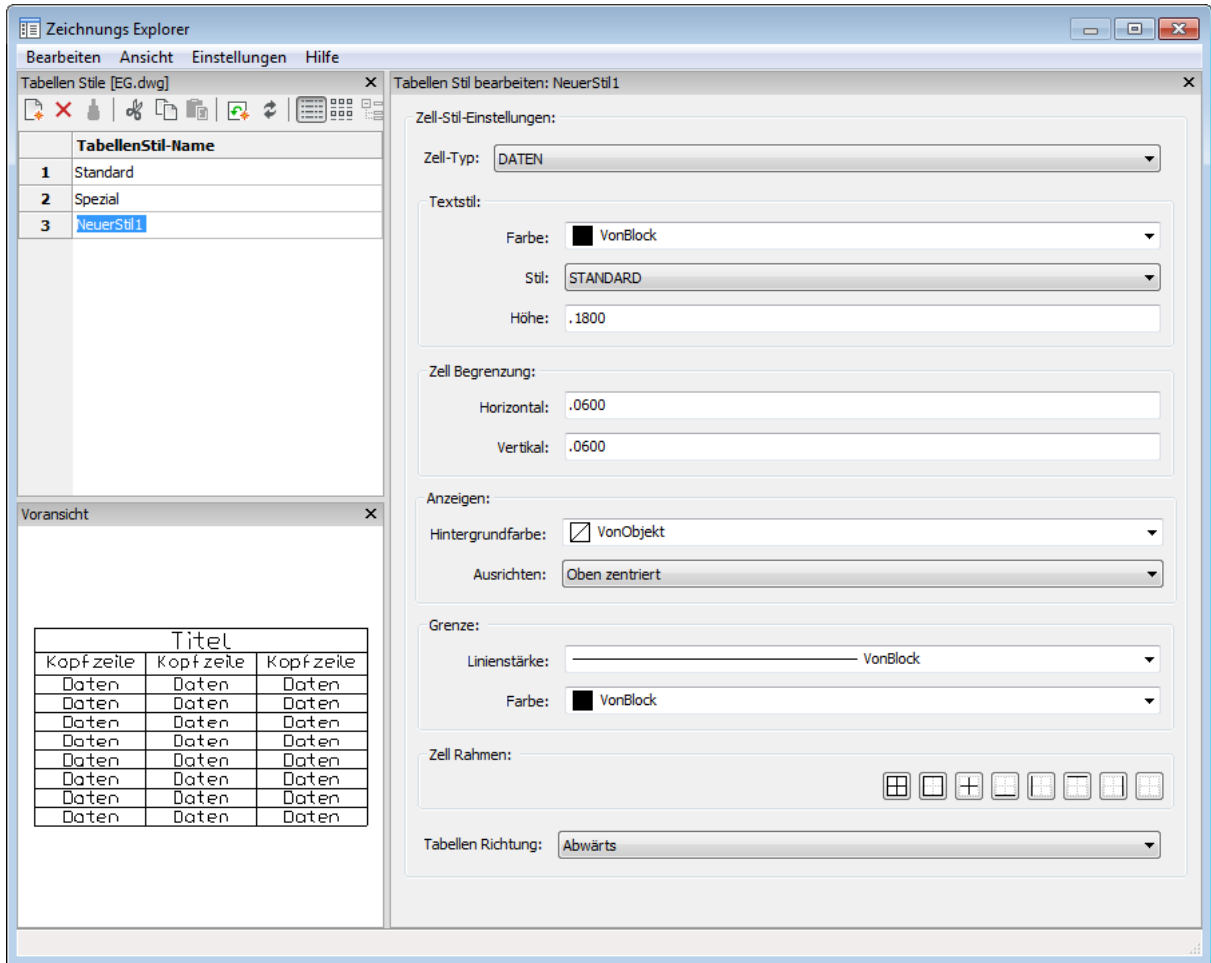 Zeichnungs Explorer
Bearbeiten Ansicht Einstellungen Hilfe
Tabellen Stile [EG.dwg]
TabellenStil-Name
1 Standard
2 Spezial
3 NeuerStil1
Voransicht
Titel
Kopfzeile Kopfzeile Kopfzeile
Daten Daten Daten
Daten Daten Daten
Daten Daten Daten
Daten Daten Daten
Daten Daten Daten
Daten Daten Daten
Daten Daten Daten
Daten Daten Daten
Tabellen Stil bearbeiten: NeuerStil1
Zell-Stil-Einstellungen:
Zell-Typ: DATEN
Textstil:
Farbe: VonBlock
Stil: STANDARD
Höhe: .1800
Zell Begrenzung:
Horizontal: .0600
Vertikal: .0600
Anzeigen:
Hintergrundfarbe: VonObjekt
Ausrichten: Oben zentriert
Grenze:
Linienstärke: VonBlock
Farbe: VonBlock
Zell Rahmen:
Tabellen Richtung: Abwärts